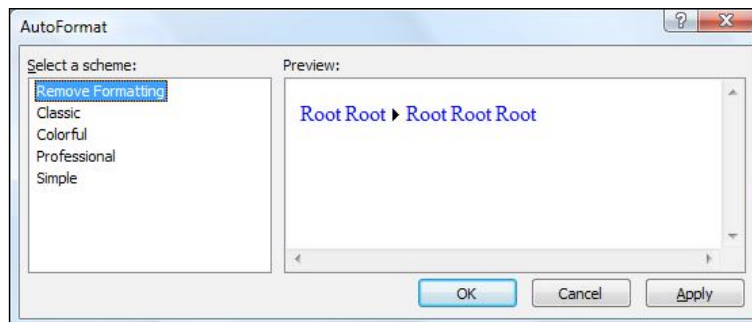 AutoFormat
Select a scheme:
Remove Formatting
Classic
Colorful
Professional
Simple
Preview:
Root Root Root Root Root
OK Cancel Apply